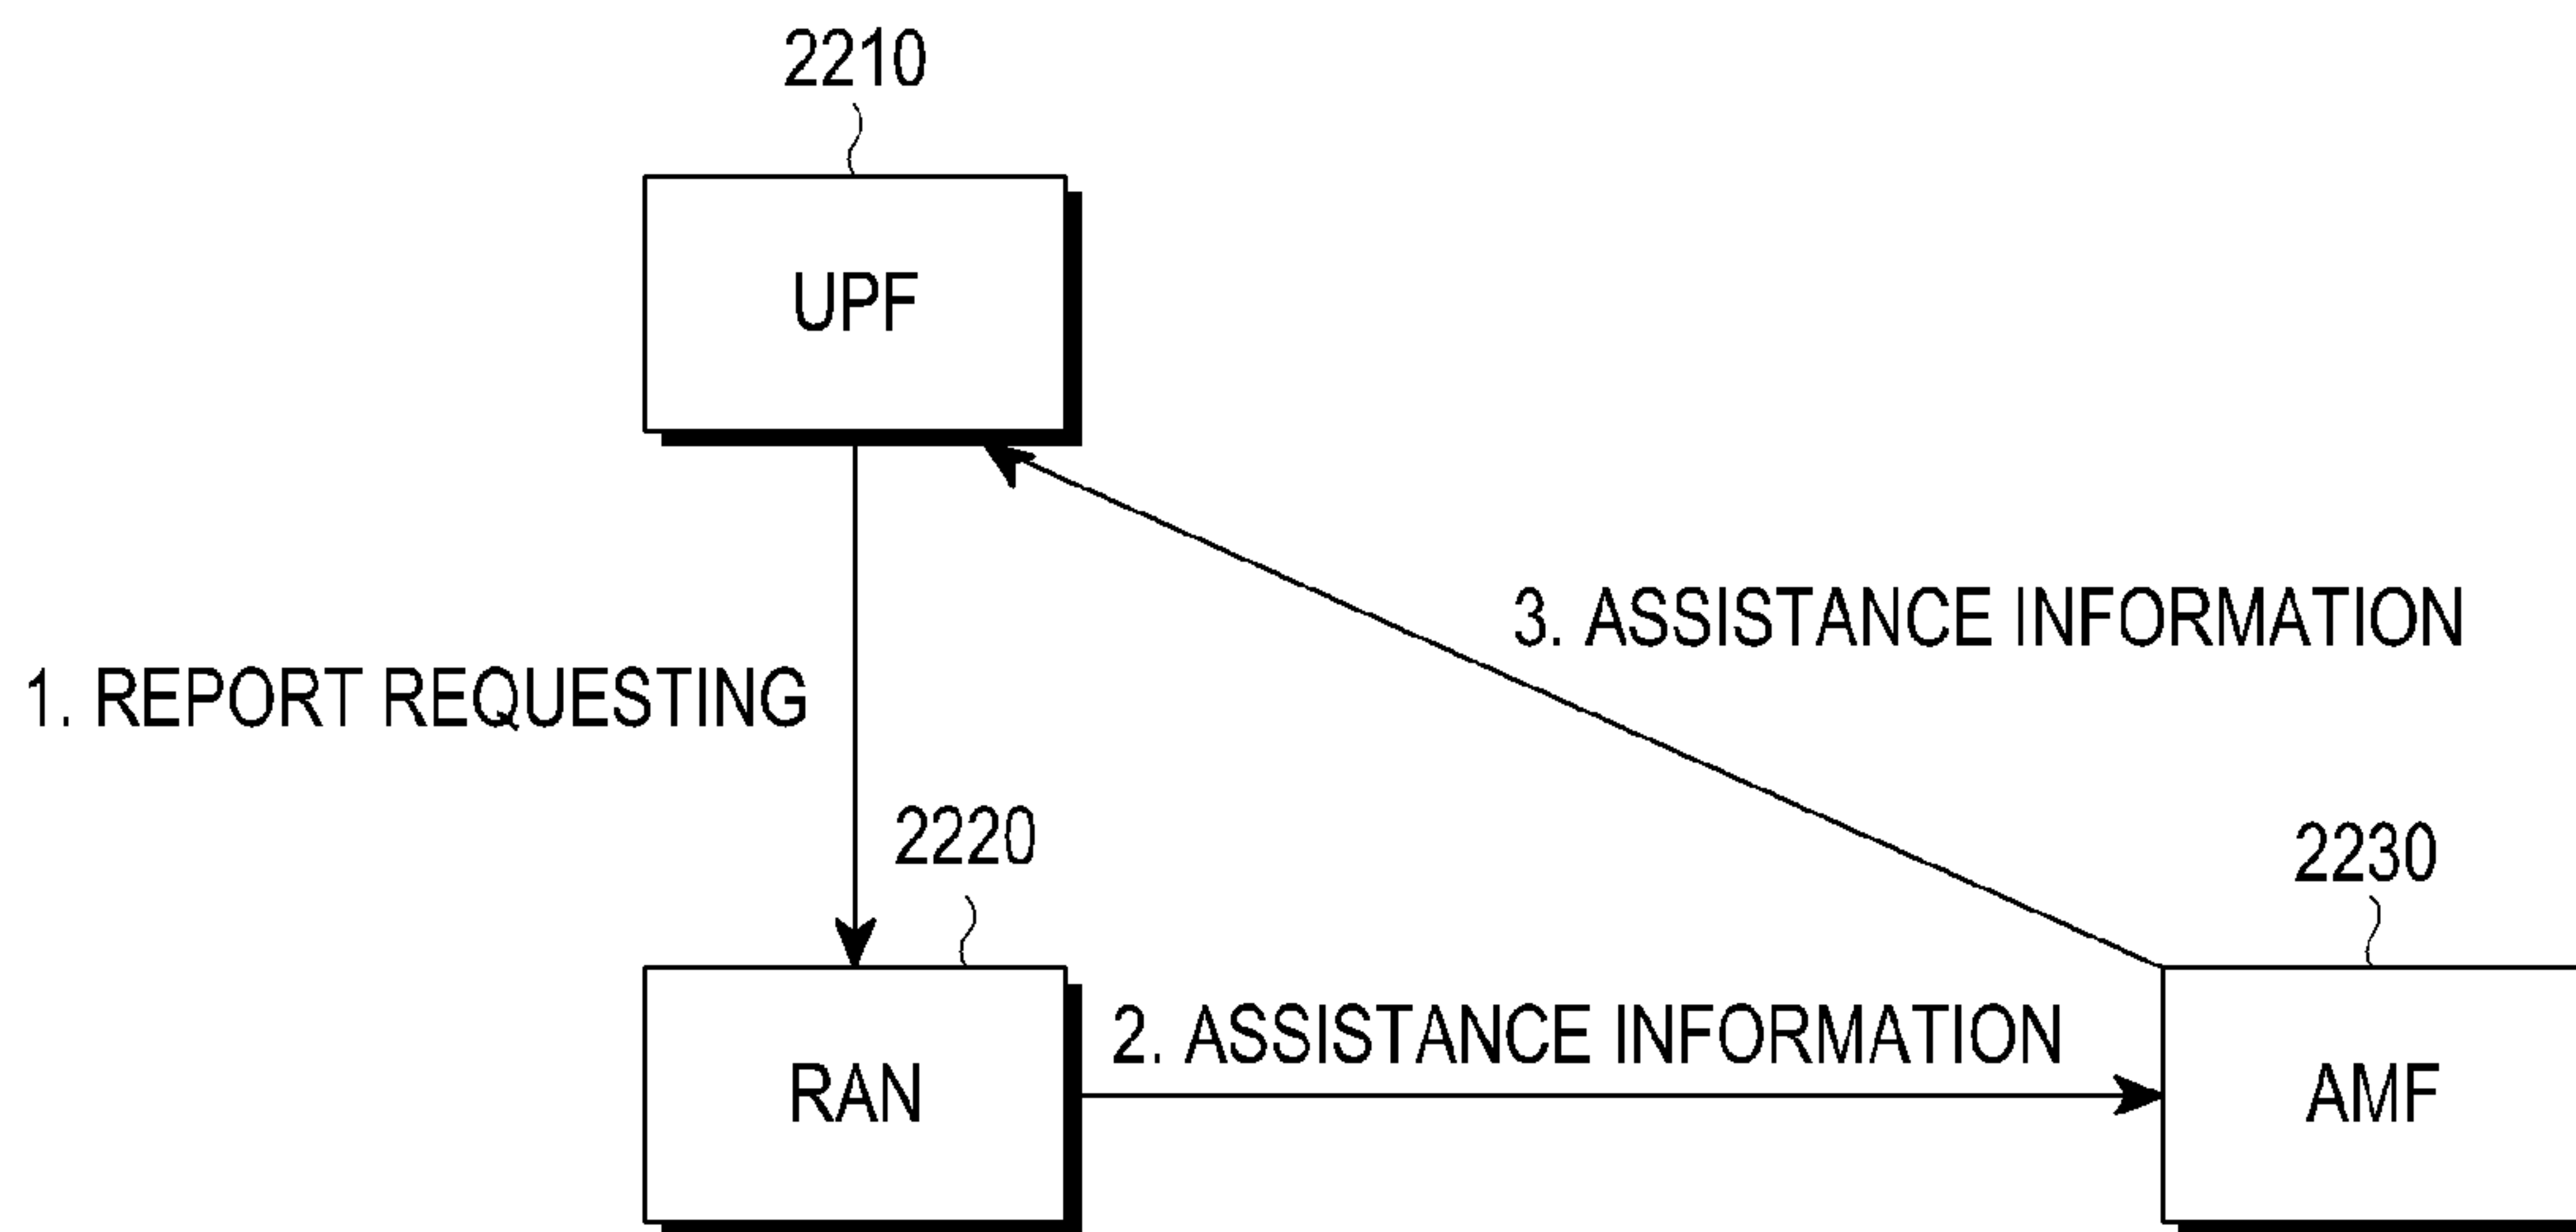 2210
UPF
3. ASSISTANCE INFORMATION
1. REPORT REQUESTING
2220
2230
2. ASSISTANCE INFORMATION
RAN
AMF